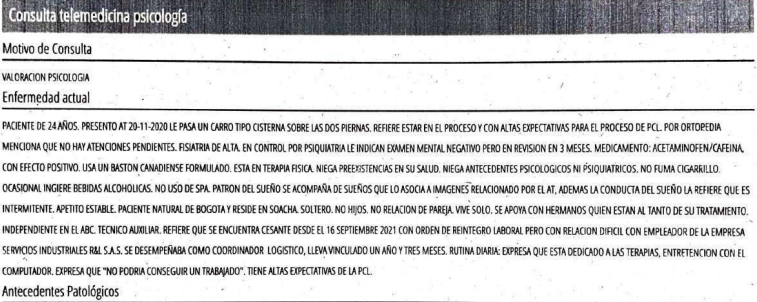 Consulta telemedicina psicología
Motivo de Consulta
VALORACION PSICOLOGIA
Enfermedad actual
PACIENTE DE 24 AÑOS. PRESENTO AT 20-11-2020 LE PASA UN CARRO TIPO CISTERNA SOBRE LAS DOS PIERNAS. REFIERE ESTAR EN EL PROCESO Y CON ALTAS EXPECTATIVAS PARA EL PROCESO DE PCL. POR ORTOPEDIA
MENCIONA QUE NO HAY ATENCIONES PENDIENTES. FISIATRIA DE ALTA. EN CONTROL POR PSIQUIATRIA LE INDICAN EXAMEN MENTAL NEGATIVO PERO EN REVISION EN 3 MESES. MEDICAMENTO: ACETAMINOFEN/CAFEINA,
CON EFECTO POSITIVO. USA UN BASTON CANADIENSE FORMULADO. ESTA EN TERAPIA FISICA. NIEGA PREEXISTENCIAS EN SU SALUD. NIEGA ANTECEDENTES PSICOLOGICOS NI PSIQUIATRICOS. NO FUMA CIGARRILLO.
OCASIONAL INGIERE BEBIDAS ALCOHOLICAS. NO USO DE SPA. PATRON DEL SUEÑO SE ACOMPAÑA DE SUEÑOS QUE LO ASOCIA A IMAGENES RELACIONADO POR EL AT, ADEMAS LA CONDUCTA DEL SUEÑO LA REFIERE QUE ES
INTERMITENTE. APETITO ESTABLE. PACIENTE NATURAL DE BOGOTA Y RESIDE EN SOACHA. SOLTERO. NO HIJOS. NO RELACION DE PAREJA. VIVE SOLO. SE APOYA CON HERMANOS QUIEN ESTAN AL TANTO DE SU TRATAMIENTO.
INDEPENDIENTE EN EL ABC. TECNICO AUXILIAR. REFIERE QUE SE ENCUENTRA CESANTE DESDE EL 16 SEPTIEMBRE 2021 CON ORDEN DE REINTEGRO LABORAL PERO CON RELACION DIFICIL CON EMPLEADOR DE LA EMPRESA
SERVICIOS INDUSTRIALES R&L S.A.S. SE DESEMPEÑABA COMO COORDINADOR LOGISTICO, LLEVA VINCULADO UN AÑO Y TRES MESES. RUTINA DIARIA: EXPRESA QUE ESTA DEDICADO A LAS TERAPIAS, ENTRETENCION CON EL
COMPUTADOR. EXPRESA QUE "NO PODRIA CONSEGUIR UN TRABAJADO". TIENE ALTAS EXPECTATIVAS DE LA PCL.
Antecedentes Patológicos